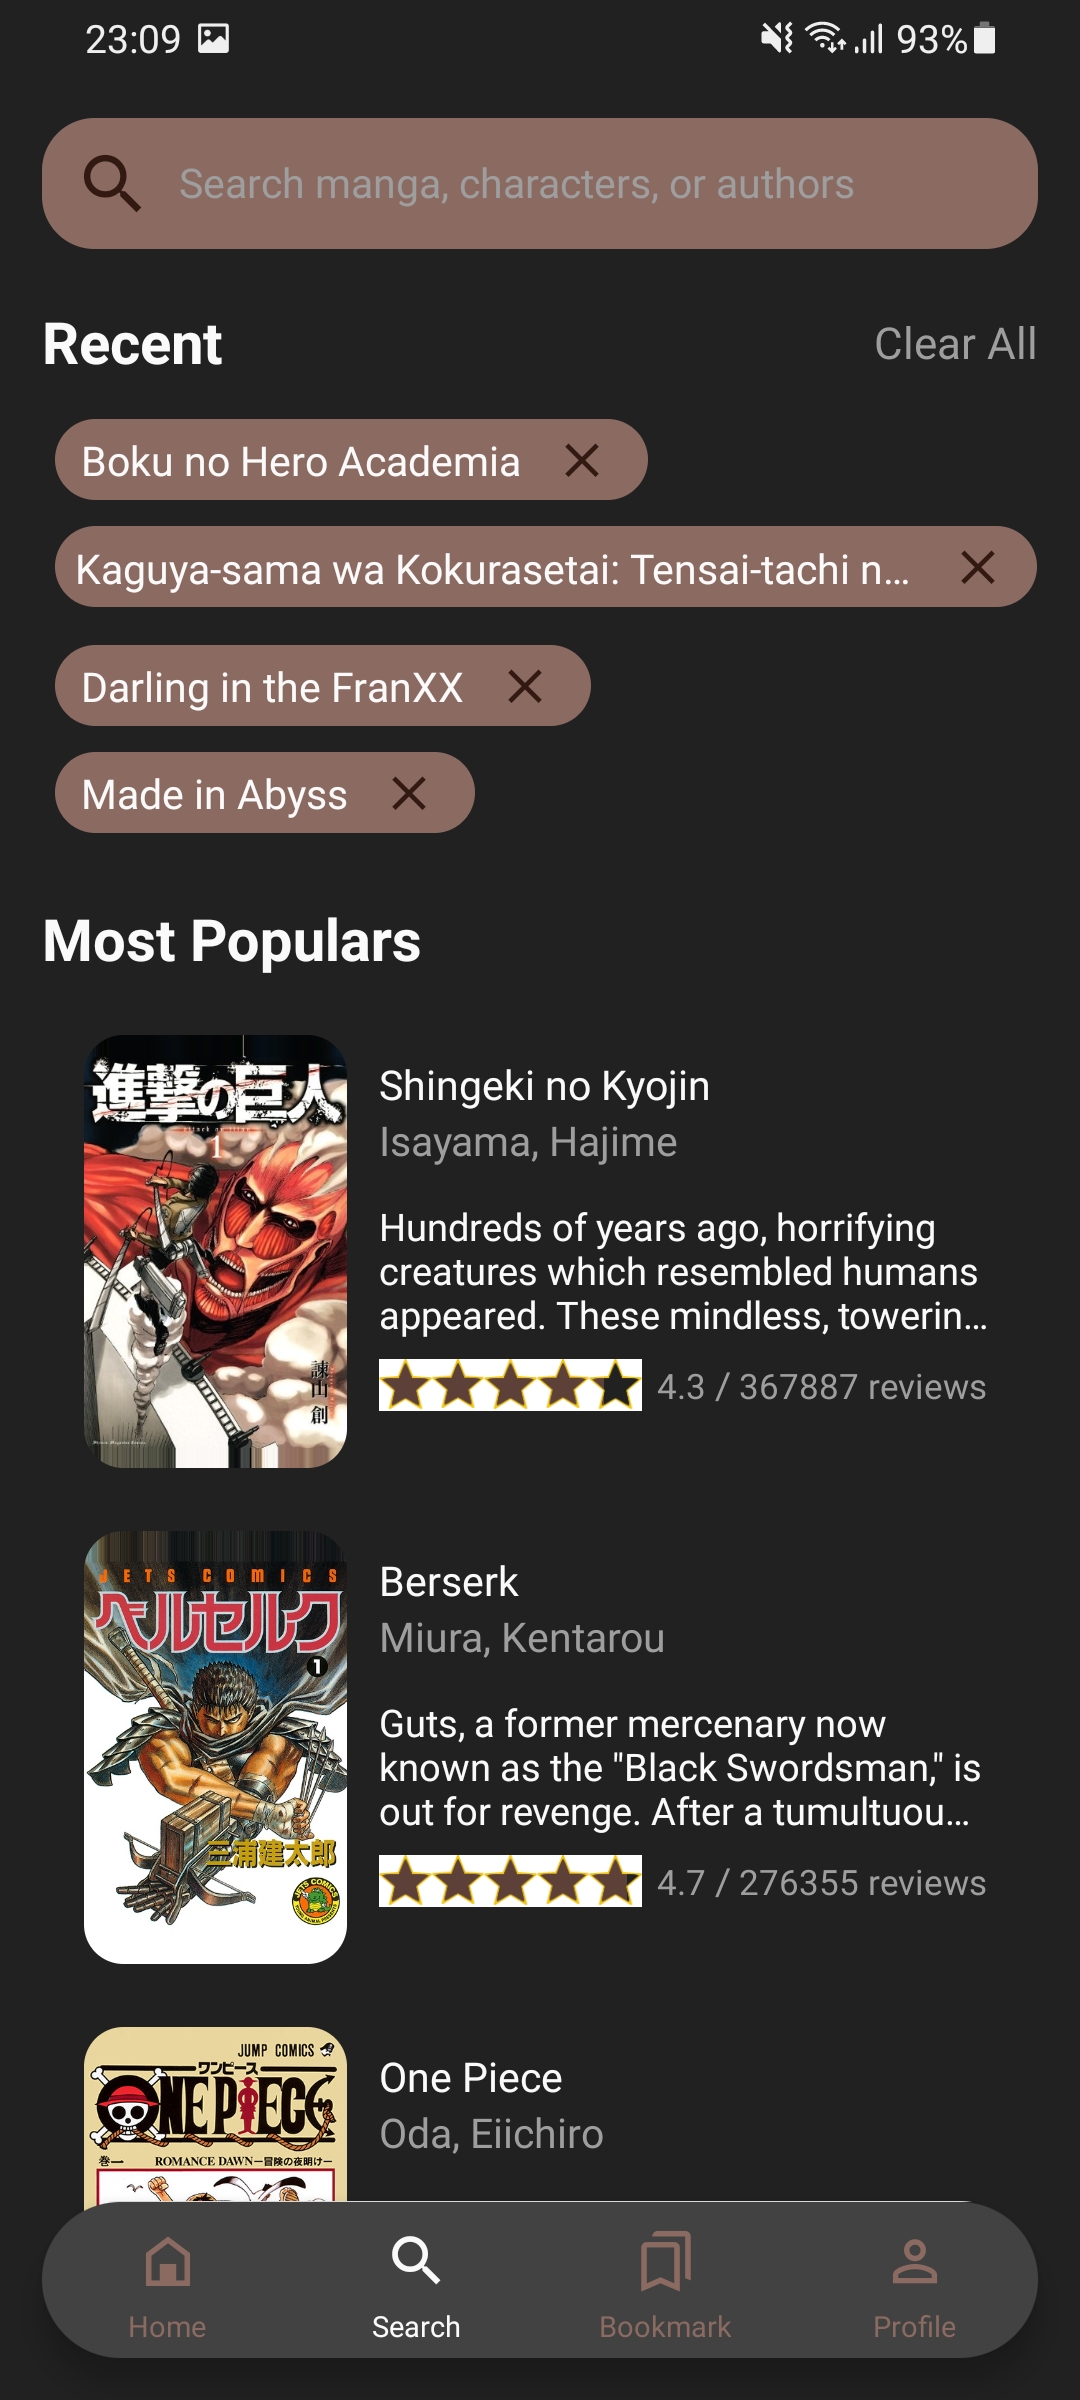 23:09
93%
Search manga, characters, or authors
Recent
Clear All
Boku no Hero Academia
Kaguya-sama wa Kokurasetai: Tensai-tachi n...
Darling in the FranXX
Made in Abyss
Most Populars
進撃の巨人
attack on titan
1
諫山創
Shingeki no Kyojin
Isayama, Hajime
Hundreds of years ago, horrifying
creatures which resembled humans
appeared. These mindless, towerin...
4.3 / 367887 reviews
JETS COMICS
ベルセルク
1
三浦建太郎
JETS COMICS
Berserk
Miura, Kentarou
Guts, a former mercenary now
known as the "Black Swordsman," is
out for revenge. After a tumultuou...
4.7 / 276355 reviews
JUMP COMICS
ワンピース
ONE PIECE
巻一
ROMANCE DAWN—冒険の夜明け—
One Piece
Oda, Eiichiro
Home
Search
Bookmark
Profile